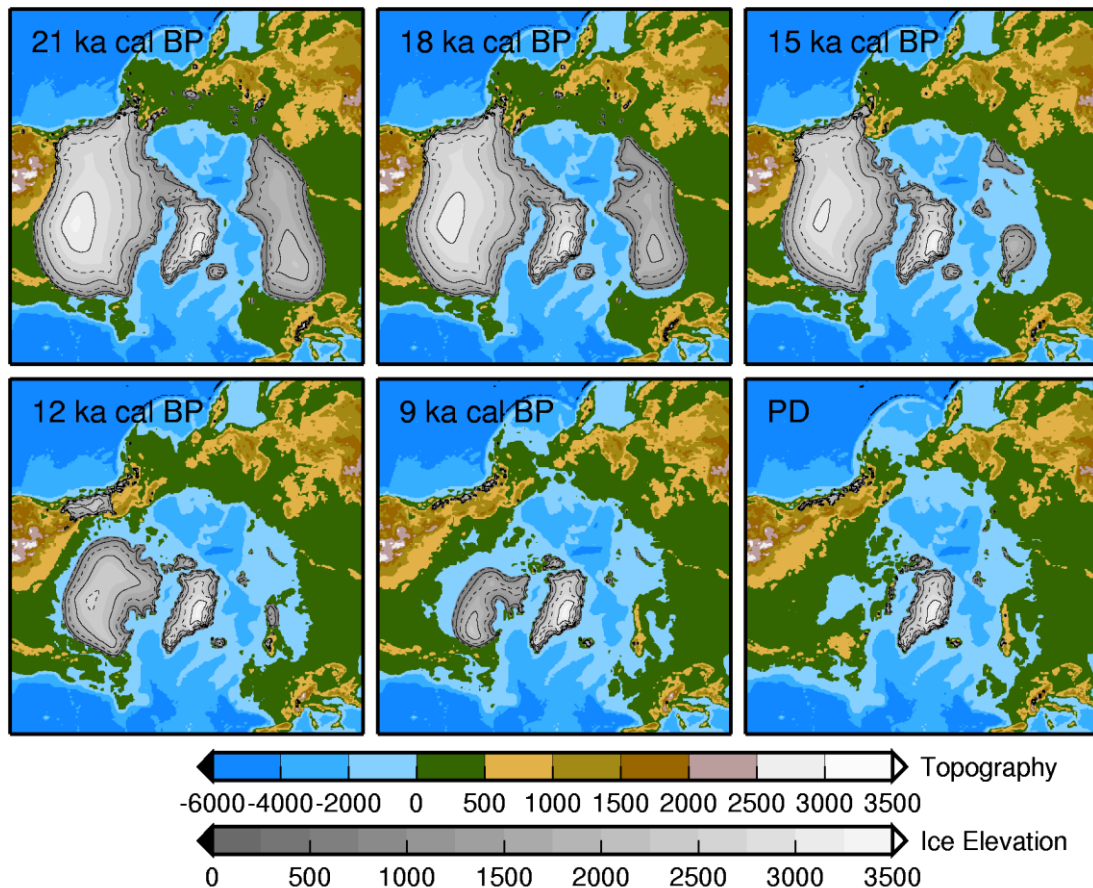 21 ka cal BP
18 ka cal BP
15 ka cal BP
12 ka cal BP
9 ka cal BP
PD
Topography
-6000 -4000 -2000 0 500 1000 1500 2000 2500 3000 3500
Ice Elevation
0 500 1000 1500 2000 2500 3000 3500